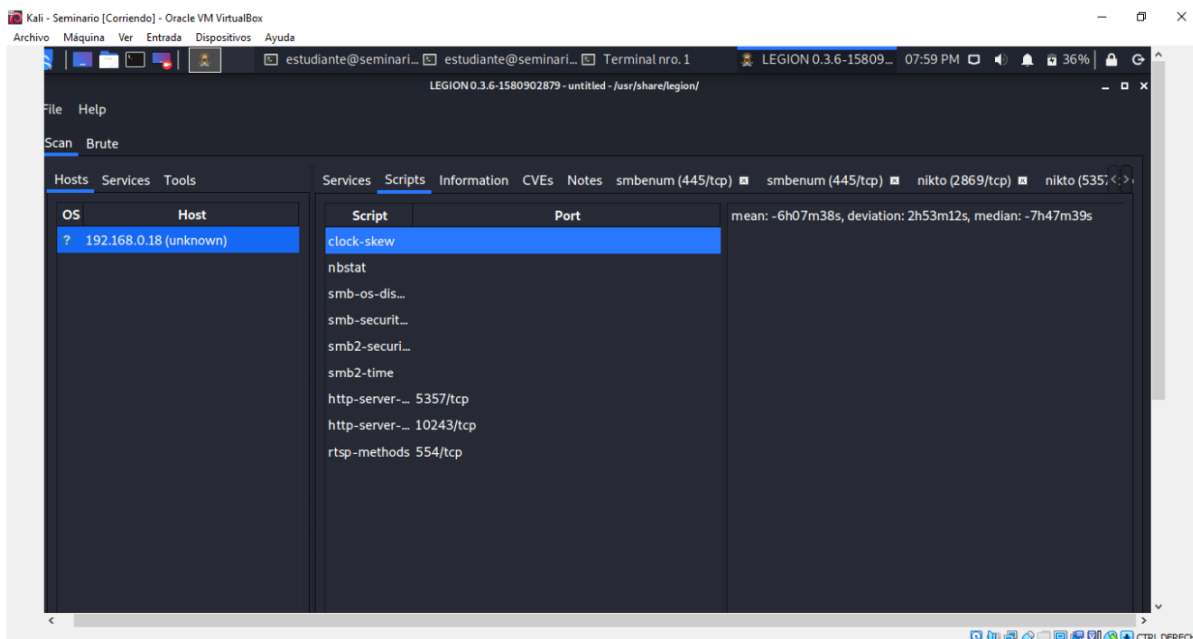 Kali - Seminario [Corriendo] - Oracle VM VirtualBox
Archivo Máquina Ver Entrada Dispositivos Ayuda
estudiante@seminari... estudiante@seminari... Terminal nro. 1 LEGION 0.3.6-15809... 07:59 PM 36%
LEGION 0.3.6-1580902879 - untitled - /usr/share/legion/
File Help
Scan Brute
Hosts Services Tools Services Scripts Information CVEs Notes smbenum (445/tcp) smbenum (445/tcp) nikto (2869/tcp) nikto (5357
OS Host Script Port mean: -6h07m38s, deviation: 2h53m12s, median: -7h47m39s
? 192.168.0.18 (unknown) clock-skew
nbstat
smb-os-dis...
smb-securit...
smb2-securi...
smb2-time
http-server-... 5357/tcp
http-server-... 10243/tcp
rtsp-methods 554/tcp
CTRL DERECH